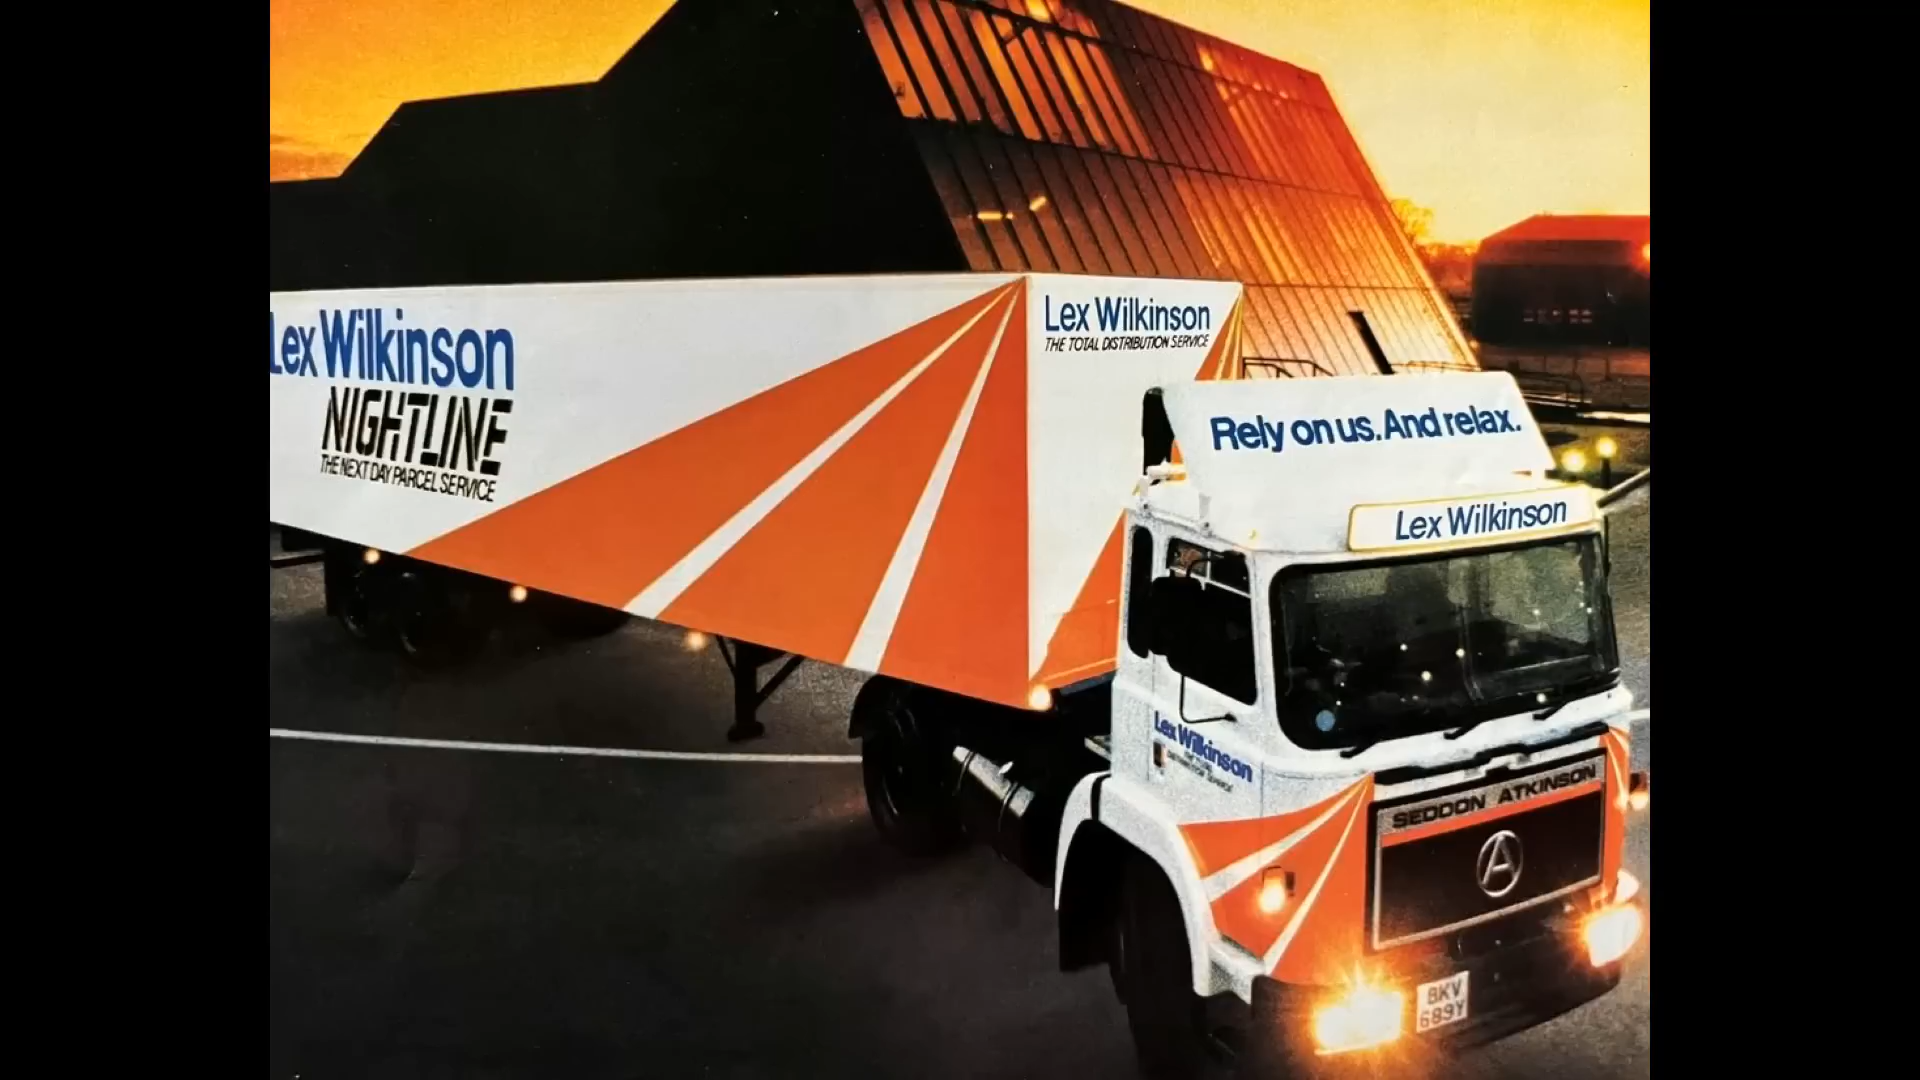 Lex Wilkinson
NIGHTLINE
THE NEXT DAY PARCEL SERVICE
Lex Wilkinson
THE TOTAL DISTRIBUTION SERVICE
Rely on us. And relax.
Lex Wilkinson
Lex Wilkinson
SEDDON ATKINSON
A
BKV
689Y